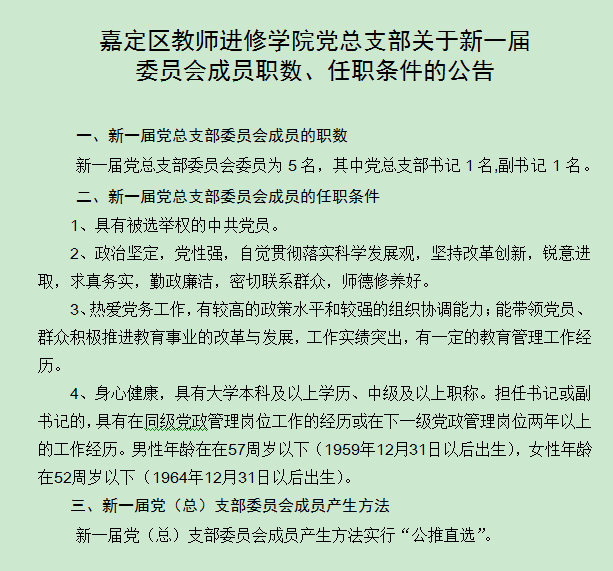 嘉定区教师进修学院党总支部关于新一届
委员会成员职数、任职条件的公告
一、新一届党总支部委员会成员的职数
新一届党总支部委员会委员为5名，其中党总支部书记1名,副书记1名。
二、新一届党总支部委员会成员的任职条件
1、具有被选举权的中共党员。
2、政治坚定，党性强，自觉贯彻落实科学发展观，坚持改革创新，锐意进
取，求真务实，勤政廉洁，密切联系群众，师德修养好。
3、热爱党务工作，有较高的政策水平和较强的组织协调能力；能带领党员、
群众积极推进教育事业的改革与发展，工作实绩突出，有一定的教育管理工作经
历。
4、身心健康，具有大学本科及以上学历、中级及以上职称。担任书记或副
书记的，具有在同级党政管理岗位工作的经历或在下一级党政管理岗位两年以上
的工作经历。男性年龄在在57周岁以下（1959年12月31日以后出生），女性年龄
在52周岁以下（1964年12月31日以后出生）。
三、新一届党（总）支部委员会成员产生方法
新一届党（总）支部委员会成员产生方法实行“公推直选”。